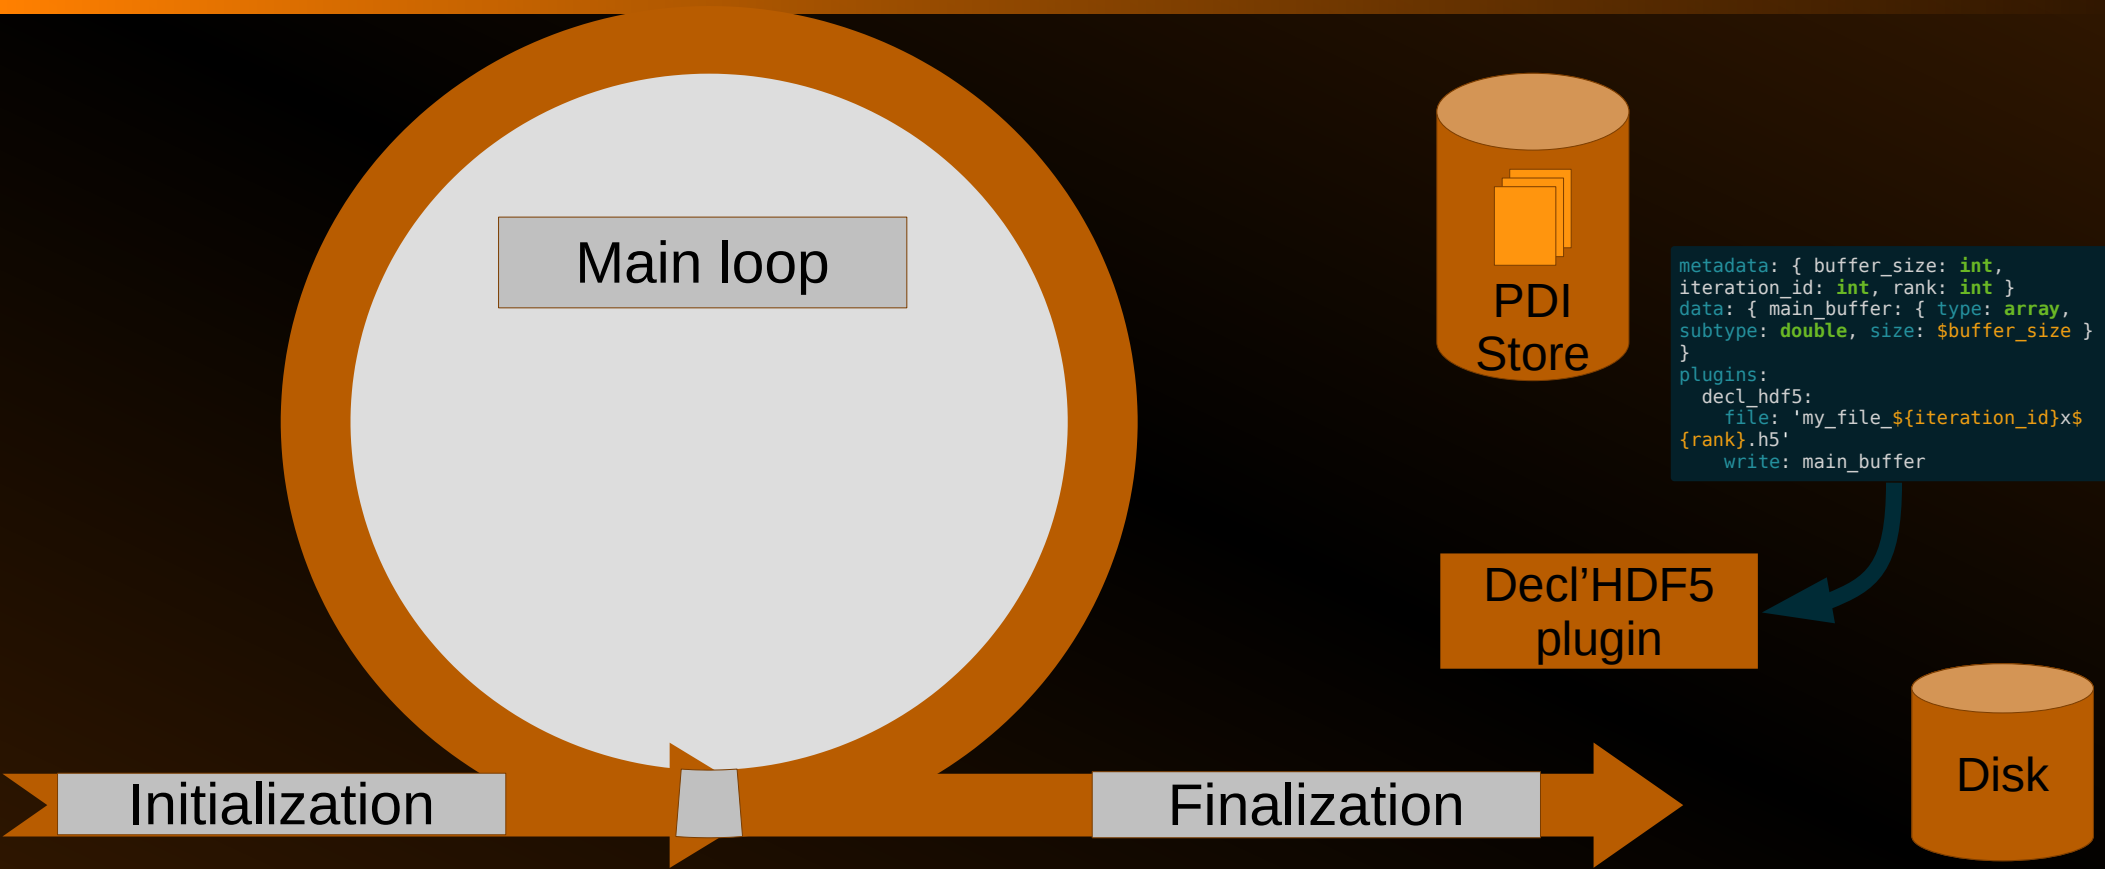 Main loop
PDI
Store
metadata: { buffer_size: int,
iteration_id: int, rank: int }
data: { main_buffer: { type: array,
subtype: double, size: $buffer_size }
}
plugins:
  decl_hdf5:
    file: 'my_file_${iteration_id}x$
{rank}.h5'
    write: main_buffer
Decl’HDF5
plugin
Disk
Initialization
Finalization